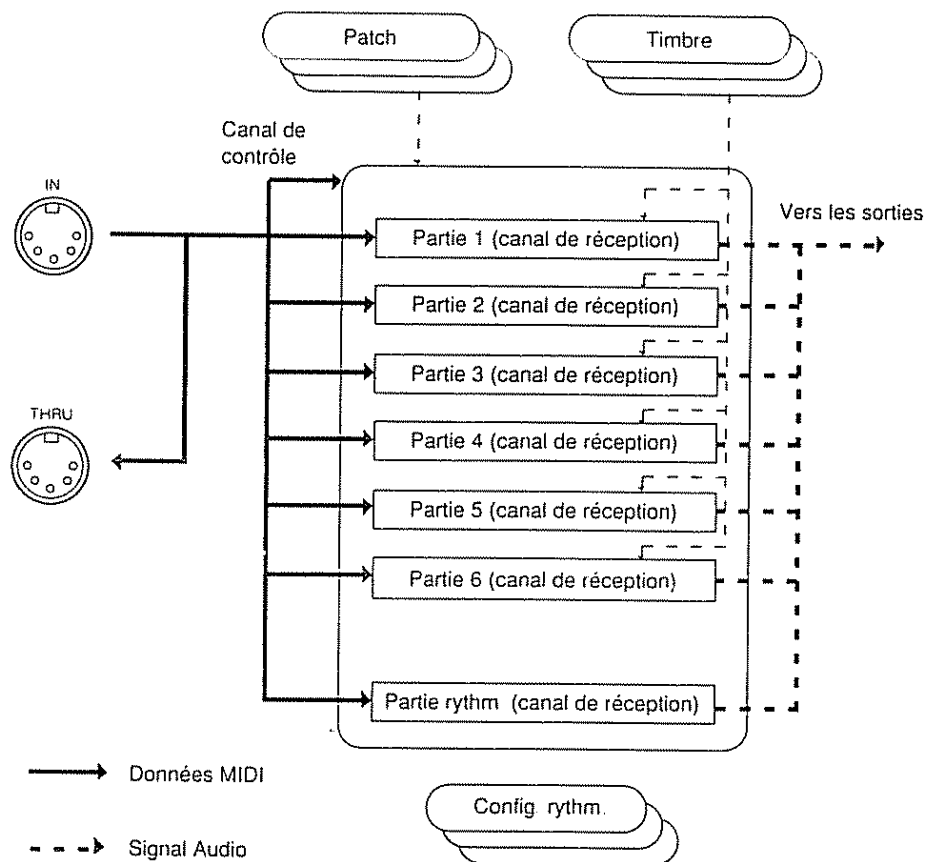 Patch
Timbre
Canal de
contrôle
IN
Vers les sorties
Partie 1 (canal de réception)
Partie 2 (canal de réception)
Partie 3 (canal de réception)
THRU
Partie 4 (canal de réception)
Partie 5 (canal de réception)
Partie 6 (canal de réception)
Partie rythm (canal de réception)
Données MIDI
Config. rythm.
Signal Audio